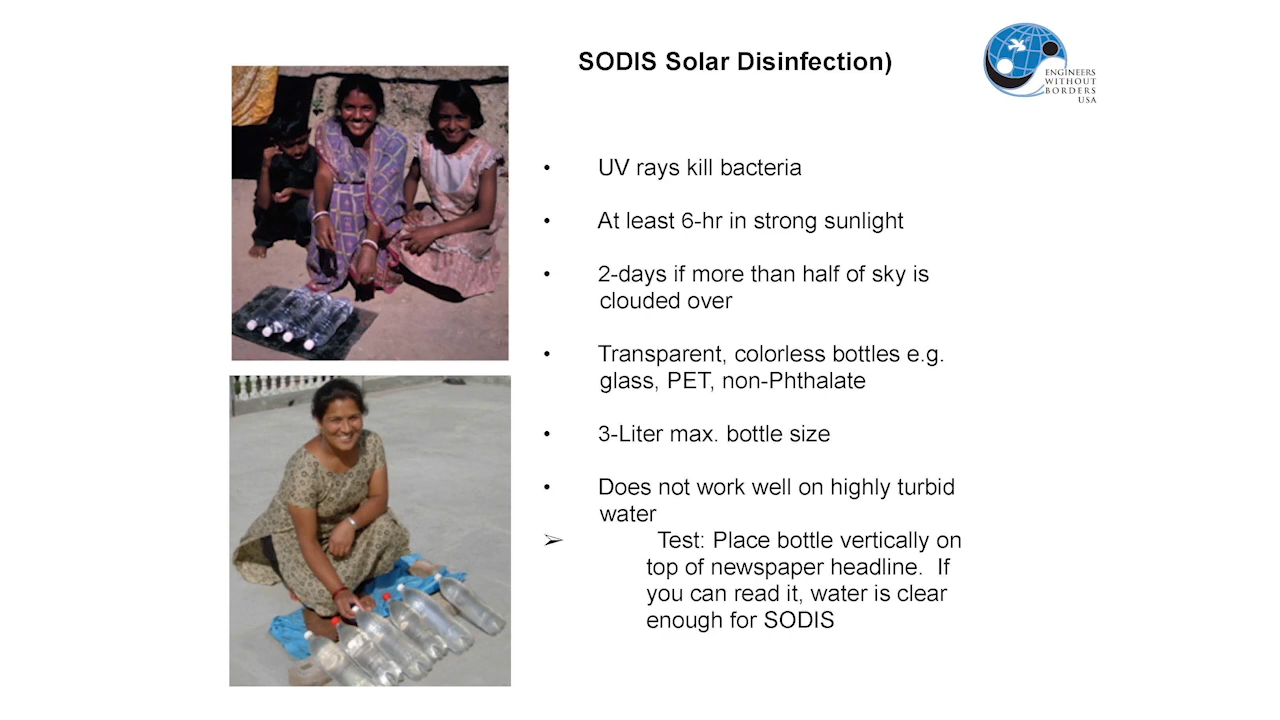 SODIS Solar Disinfection)
ENGINEERS
WITHOUT
BORDERS
USA
• UV rays kill bacteria
• At least 6-hr in strong sunlight
• 2-days if more than half of sky is
clouded over
• Transparent, colorless bottles e.g.
glass, PET, non-Phthalate
• 3-Liter max. bottle size
• Does not work well on highly turbid
water
➢ Test: Place bottle vertically on
top of newspaper headline. If
you can read it, water is clear
enough for SODIS